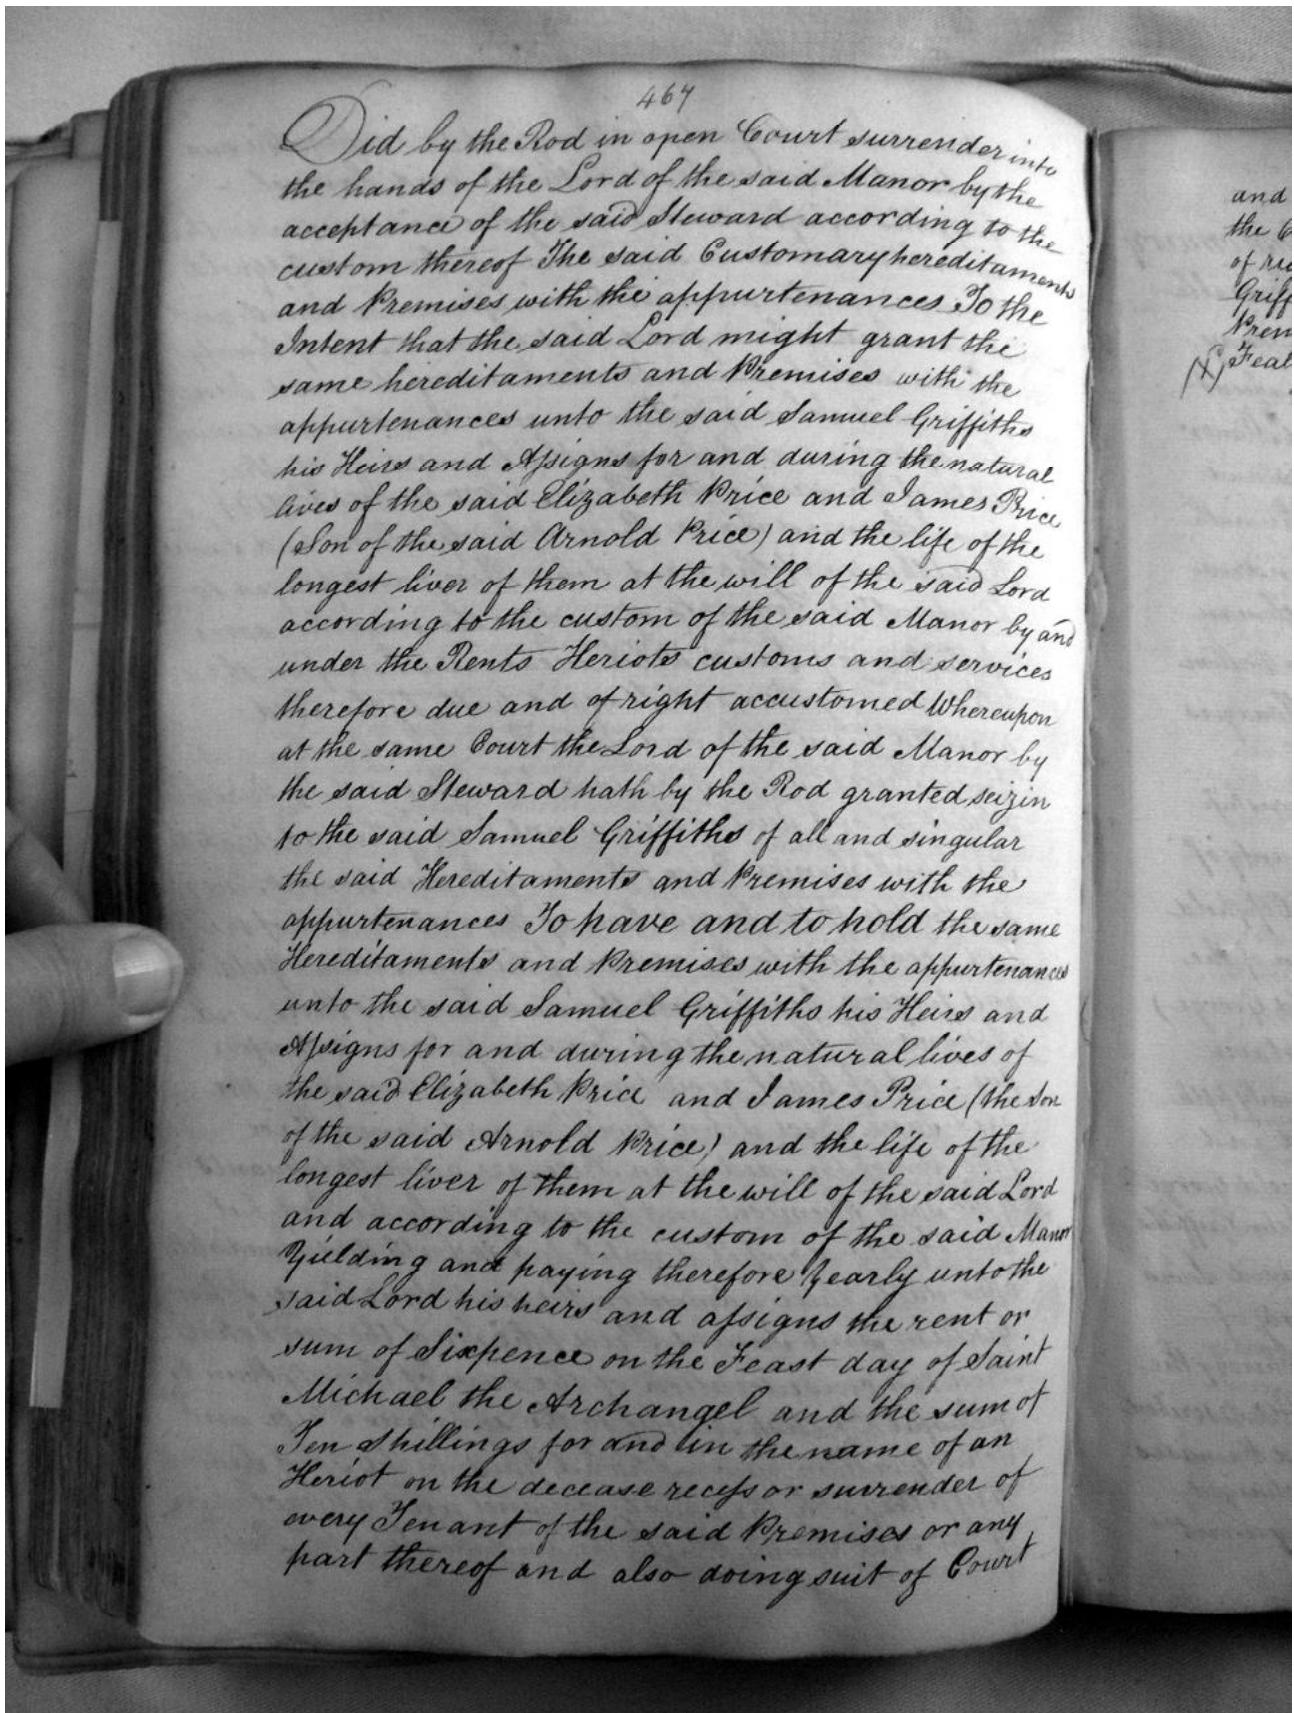 467
Did by the Rod in open Court surrender into
the hands of the Lord of the said Manor by the
acceptance of the said Steward according to the
custom thereof The said Customary hereditaments
and Premises with the appurtenances To the
Intent that the said Lord might grant the
same hereditaments and Premises with the
appurtenances unto the said Samuel Griffiths
his Heirs and Assigns for and during the natural
lives of the said Elizabeth Price and James Price
(Son of the said Arnold Price) and the life of the
longest liver of them at the will of the said Lord
according to the custom of the said Manor by and
under the Rents Heriots customs and services
therefore due and of right accustomed Whereupon
at the same Court the Lord of the said Manor by
the said Steward hath by the Rod granted seizin
to the said Samuel Griffiths of all and singular
the said Hereditaments and Premises with the
appurtenances To have and to hold the same
Hereditaments and Premises with the appurtenances
unto the said Samuel Griffiths his Heirs and
Assigns for and during the natural lives of
the said Elizabeth Price and James Price (the Son
of the said Arnold Price) and the life of the
longest liver of them at the will of the said Lord
and according to the custom of the said Manor
Yielding and paying therefore Yearly unto the
said Lord his heirs and assigns the rent or
sum of Sixpence on the Feast day of Saint
Michael the Archangel and the sum of
Ten Shillings for and in the name of an
Heriot on the decease recess or surrender of
every Tenant of the said Premises or any
part thereof and also doing suit of Court
and
the
of